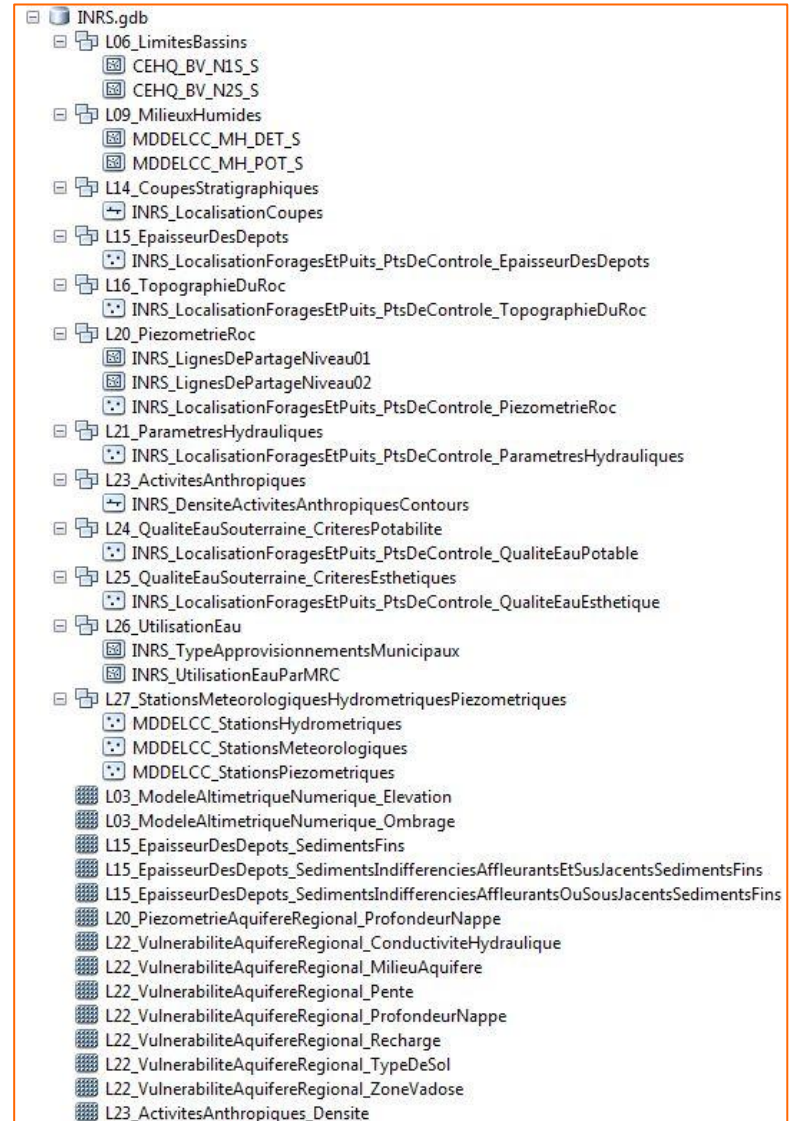 INRS.gdb
L06_LimitesBassins
CEHQ_BV_N1S_S
CEHQ_BV_N2S_S
L09_MilieuxHumides
MDDELCC_MH_DET_S
MDDELCC_MH_POT_S
L14_CoupesStratigraphiques
INRS_LocalisationCoupes
L15_EpaisseurDesDepots
INRS_LocalisationForagesEtPuits_PtsDeControle_EpaisseurDesDepots
L16_TopographieDuRoc
INRS_LocalisationForagesEtPuits_PtsDeControle_TopographieDuRoc
L20_PiezometrieRoc
INRS_LignesDePartageNiveau01
INRS_LignesDePartageNiveau02
INRS_LocalisationForagesEtPuits_PtsDeControle_PiezometrieRoc
L21_ParametresHydrauliques
INRS_LocalisationForagesEtPuits_PtsDeControle_ParametresHydrauliques
L23_ActivitesAnthropiques
INRS_DensiteActivitesAnthropiquesContours
L24_QualiteEauSouterraine_CriteresPotabilite
INRS_LocalisationForagesEtPuits_PtsDeControle_QualiteEauPotable
L25_QualiteEauSouterraine_CriteresEsthetiques
INRS_LocalisationForagesEtPuits_PtsDeControle_QualiteEauEsthetique
L26_UtilisationEau
INRS_TypeApprovisionnementsMunicipaux
INRS_UtilisationEauParMRC
L27_StationsMeteorologiquesHydrometriquesPiezometriques
MDDELCC_StationsHydrometriques
MDDELCC_StationsMeteorologiques
MDDELCC_StationsPiezometriques
L03_ModeleAltimetriqueNumerique_Elevation
L03_ModeleAltimetriqueNumerique_Ombrage
L15_EpaisseurDesDepots_SedimentsFins
L15_EpaisseurDesDepots_SedimentsIndifferenciesAffleurantsEtSusJacentsSedimentsFins
L15_EpaisseurDesDepots_SedimentsIndifferenciesAffleurantsOuSousJacentsSedimentsFins
L20_PiezometrieAquifereRegional_ProfondeurNappe
L22_VulnerabiliteAquifereRegional_ConductiviteHydraulique
L22_VulnerabiliteAquifereRegional_MilieuAquifere
L22_VulnerabiliteAquifereRegional_Pente
L22_VulnerabiliteAquifereRegional_ProfondeurNappe
L22_VulnerabiliteAquifereRegional_Recharge
L22_VulnerabiliteAquifereRegional_TypeDeSol
L22_VulnerabiliteAquifereRegional_ZoneVadose
L23_ActivitesAnthropiques_Densite